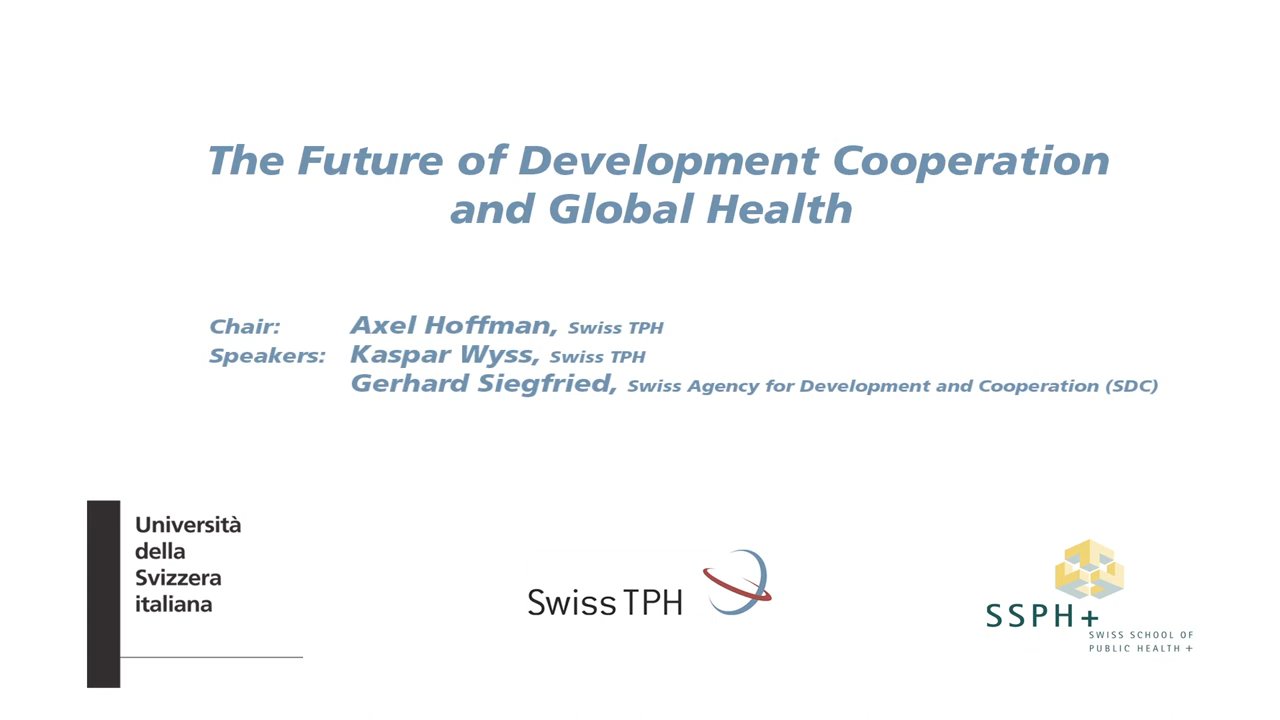 The Future of Development Cooperation
and Global Health
Chair: Axel Hoffman, Swiss TPH
Speakers: Kaspar Wyss, Swiss TPH
Gerhard Siegfried, Swiss Agency for Development and Cooperation (SDC)
Università
della
Svizzera
italiana
Swiss TPH
SSPH+
SWISS SCHOOL OF
PUBLIC HEALTH +